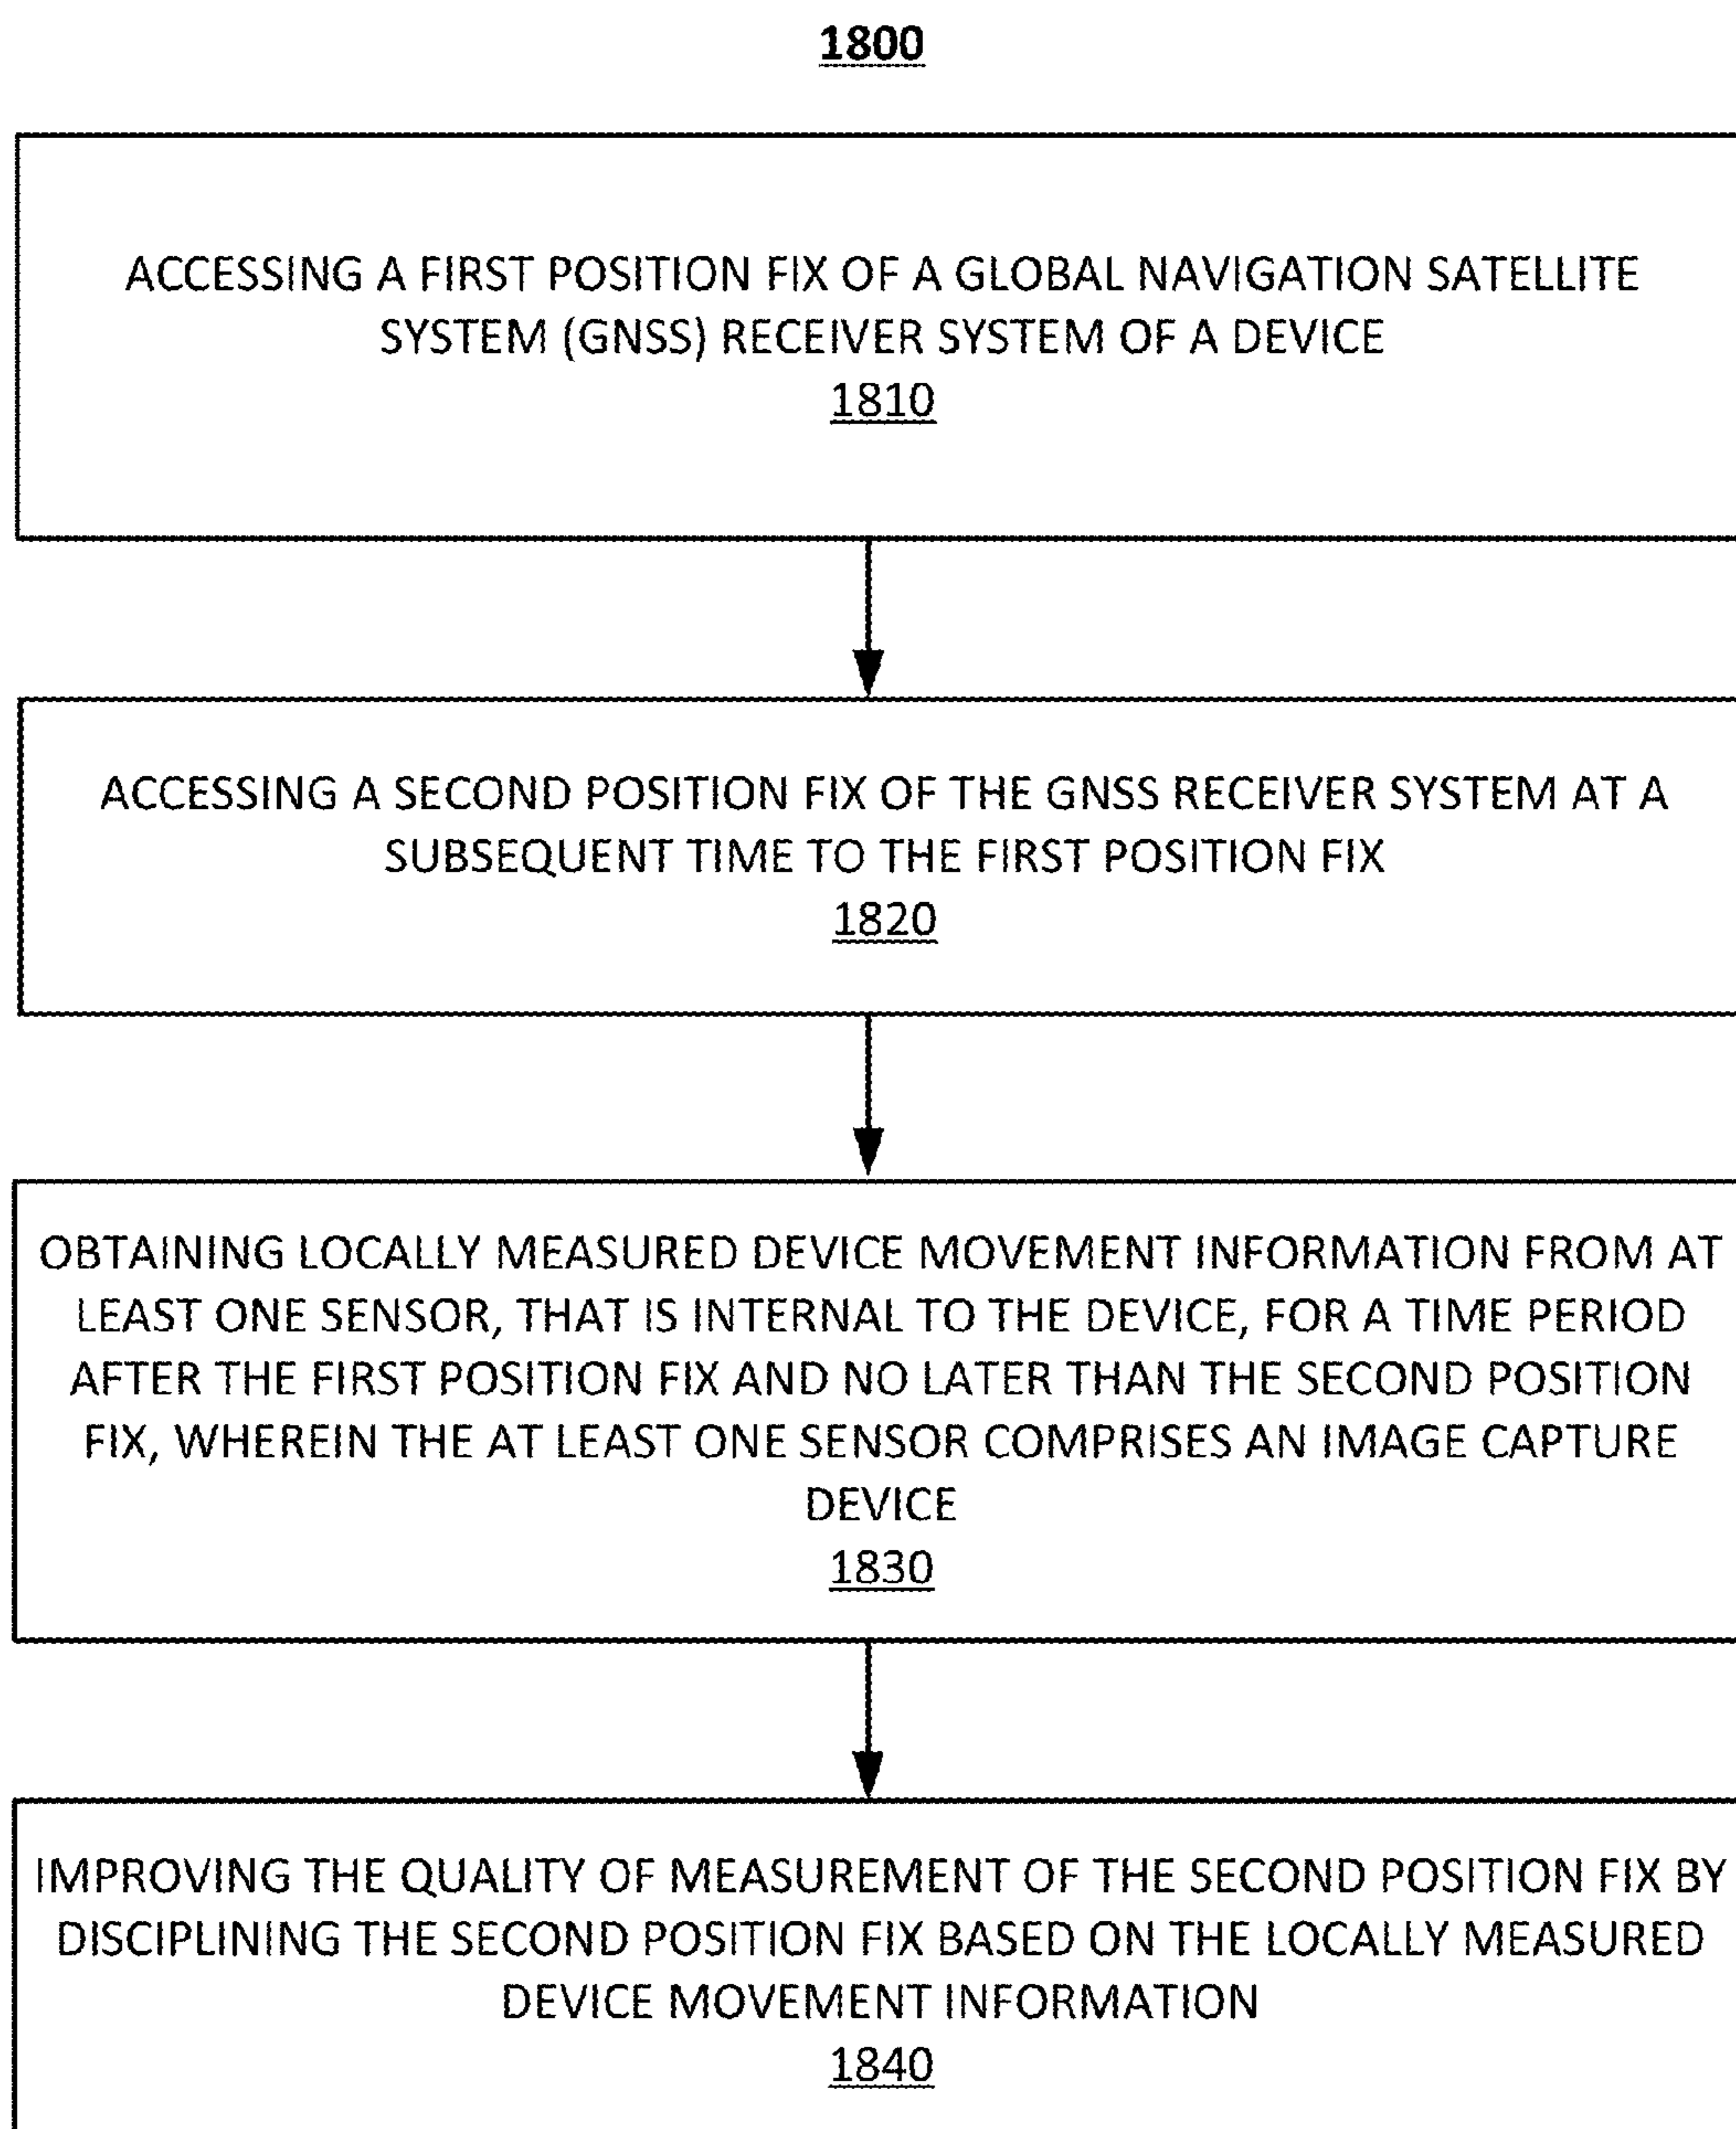 1800
ACCESSING A FIRST POSITION FIX OF A GLOBAL NAVIGATION SATELLITE
SYSTEM (GNSS) RECEIVER SYSTEM OF A DEVICE
1810
ACCESSING A SECOND POSITION FIX OF THE GNSS RECEIVER SYSTEM AT A
SUBSEQUENT TIME TO THE FIRST POSITION FIX
1820
OBTAINING LOCALLY MEASURED DEVICE MOVEMENT INFORMATION FROM AT
LEAST ONE SENSOR, THAT IS INTERNAL TO THE DEVICE, FOR A TIME PERIOD
AFTER THE FIRST POSITION FIX AND NO LATER THAN THE SECOND POSITION
FIX, WHEREIN THE AT LEAST ONE SENSOR COMPRISES AN IMAGE CAPTURE
DEVICE
1830
IMPROVING THE QUALITY OF MEASUREMENT OF THE SECOND POSITION FIX BY
DISCIPLINING THE SECOND POSITION FIX BASED ON THE LOCALLY MEASURED
DEVICE MOVEMENT INFORMATION
1840